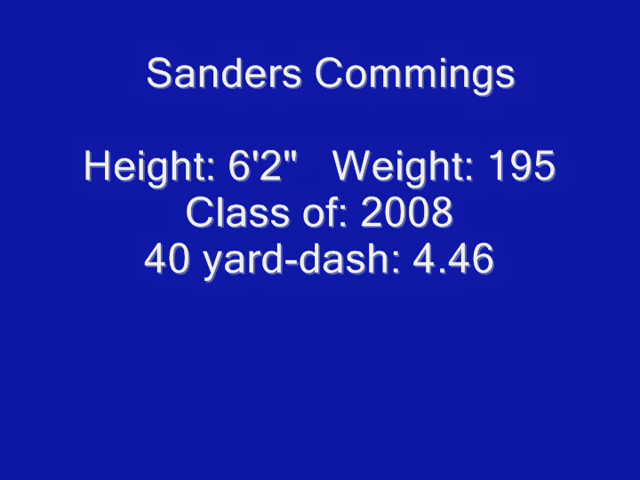 Sanders Commings
Height: 6'2" Weight: 195
Class of: 2008
40 yard-dash: 4.46